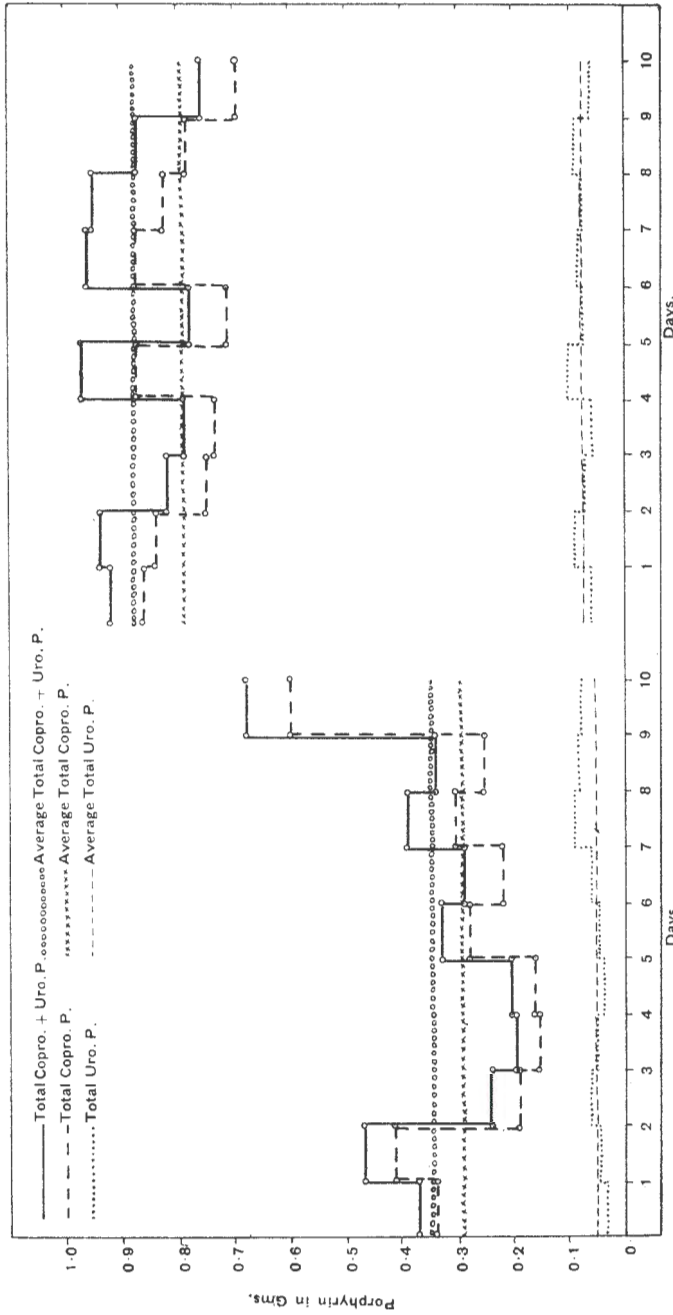 Total Copro. + Uro. P. Average Total Copro. + Uro. P.
Total Copro. P. Average Total Copro. P.
Total Uro. P. Average Total Uro. P.
Porphyrin in Gms.
1·0
0·9
0·8
0·7
0·6
0·5
0·4
0·3
0·2
0·1
0
1 2 3 4 5 6 7 8 9 10
Days.
1 2 3 4 5 6 7 8 9 10
Days.